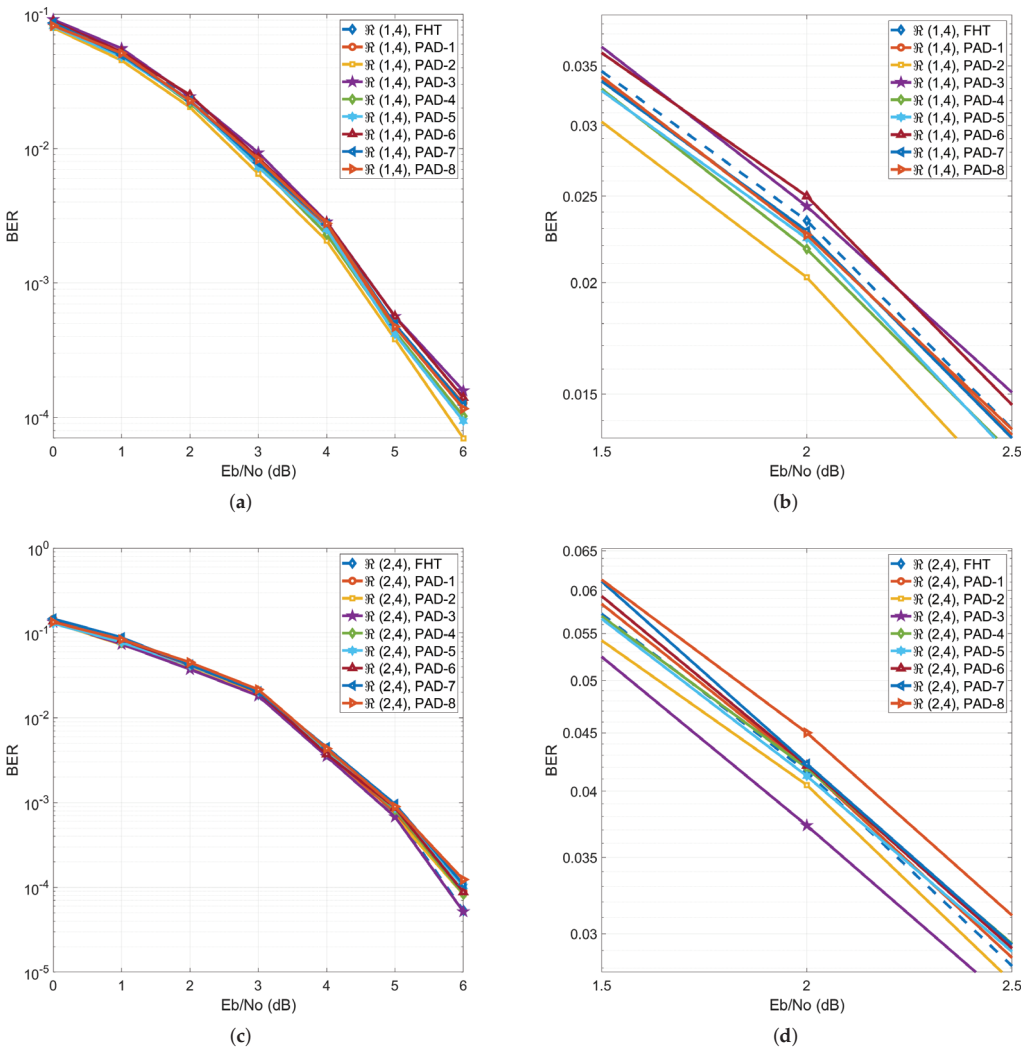 10^-1
10^-2
10^-3
10^-4
BER
0 1 2 3 4 5 6
Eb/No (dB)
ℜ (1,4), FHT
ℜ (1,4), PAD-1
ℜ (1,4), PAD-2
ℜ (1,4), PAD-3
ℜ (1,4), PAD-4
ℜ (1,4), PAD-5
ℜ (1,4), PAD-6
ℜ (1,4), PAD-7
ℜ (1,4), PAD-8
(a)
0.035
0.03
0.025
0.02
0.015
BER
1.5 2 2.5
Eb/No (dB)
ℜ (1,4), FHT
ℜ (1,4), PAD-1
ℜ (1,4), PAD-2
ℜ (1,4), PAD-3
ℜ (1,4), PAD-4
ℜ (1,4), PAD-5
ℜ (1,4), PAD-6
ℜ (1,4), PAD-7
ℜ (1,4), PAD-8
(b)
10^0
10^-1
10^-2
10^-3
10^-4
10^-5
BER
0 1 2 3 4 5 6
Eb/No (dB)
ℜ (2,4), FHT
ℜ (2,4), PAD-1
ℜ (2,4), PAD-2
ℜ (2,4), PAD-3
ℜ (2,4), PAD-4
ℜ (2,4), PAD-5
ℜ (2,4), PAD-6
ℜ (2,4), PAD-7
ℜ (2,4), PAD-8
(c)
0.065
0.06
0.055
0.05
0.045
0.04
0.035
0.03
BER
1.5 2 2.5
Eb/No (dB)
ℜ (2,4), FHT
ℜ (2,4), PAD-1
ℜ (2,4), PAD-2
ℜ (2,4), PAD-3
ℜ (2,4), PAD-4
ℜ (2,4), PAD-5
ℜ (2,4), PAD-6
ℜ (2,4), PAD-7
ℜ (2,4), PAD-8
(d)